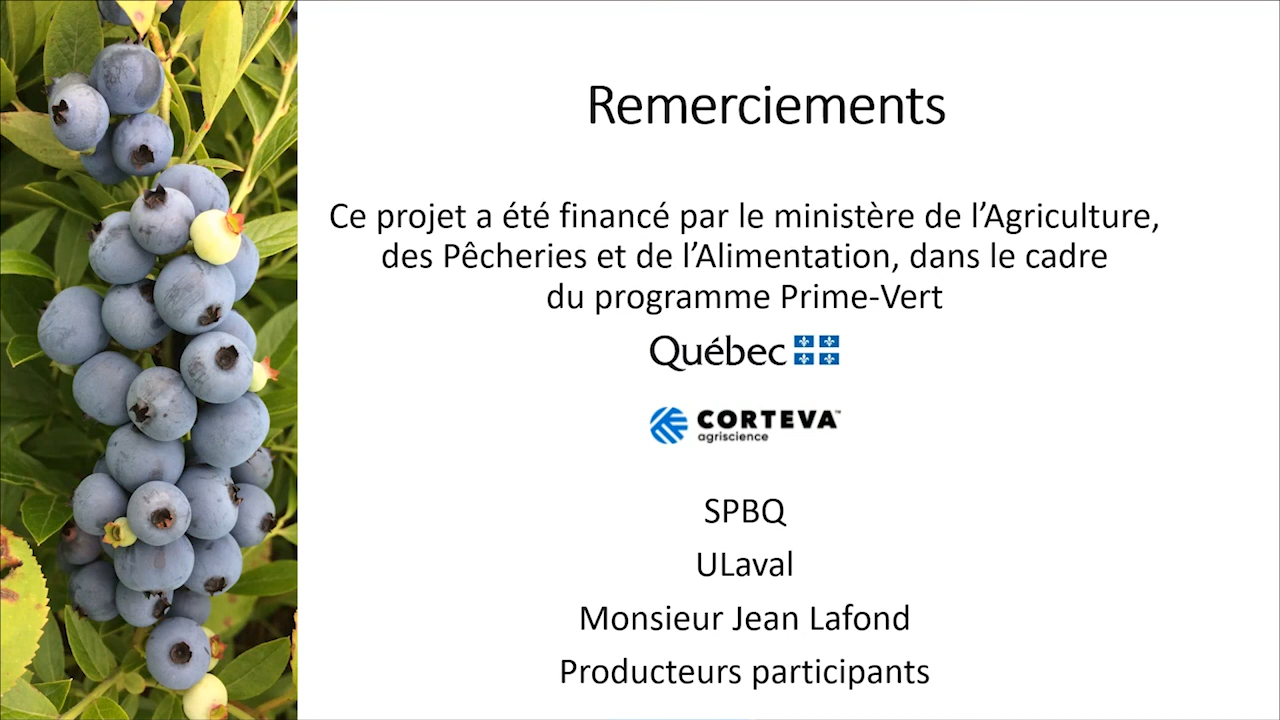 Remerciements
Ce projet a été financé par le ministère de l’Agriculture,
des Pêcheries et de l’Alimentation, dans le cadre
du programme Prime-Vert
Québec
CORTEVA™
agriscience
SPBQ
ULaval
Monsieur Jean Lafond
Producteurs participants